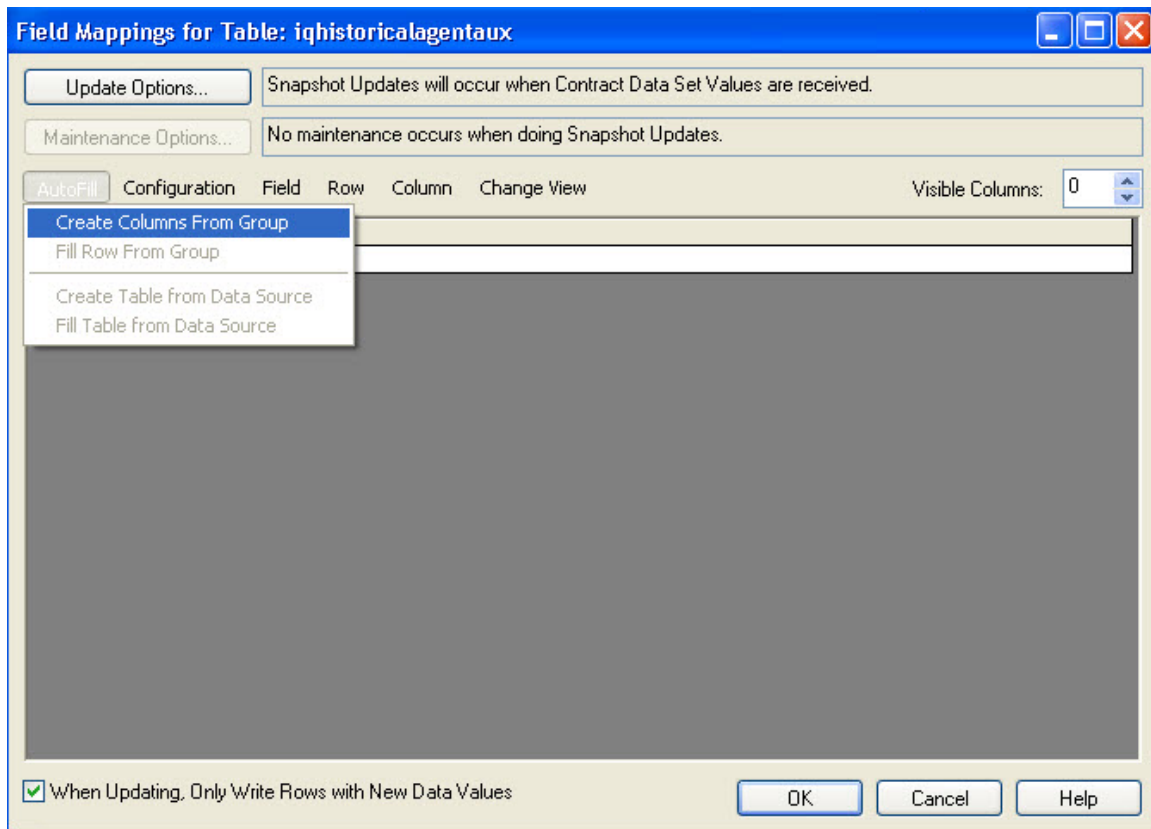 Field Mappings for Table: iqhistoricalagentaux
Update Options... Snapshot Updates will occur when Contract Data Set Values are received.
Maintenance Options... No maintenance occurs when doing Snapshot Updates.
AutoFill Configuration Field Row Column Change View Visible Columns: 0
Create Columns From Group
Fill Row From Group
Create Table from Data Source
Fill Table from Data Source
When Updating, Only Write Rows with New Data Values OK Cancel Help